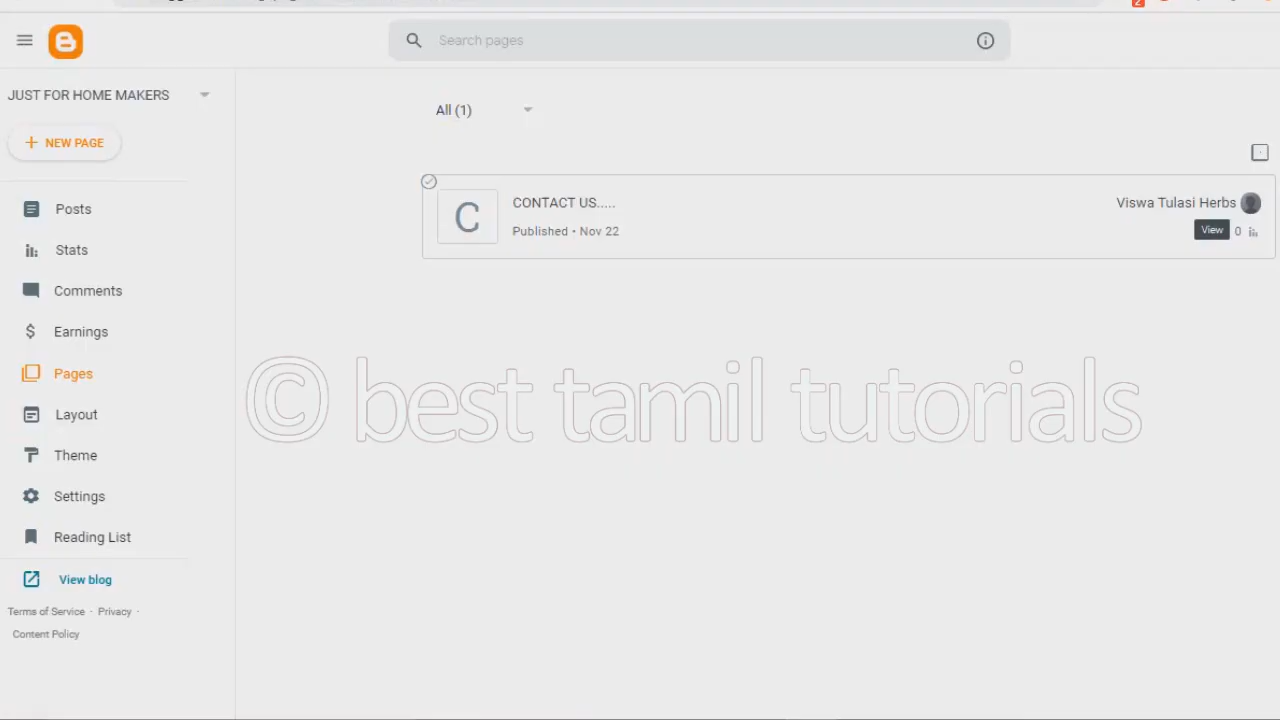 2
Search pages
JUST FOR HOME MAKERS
All (1)
NEW PAGE
Posts
C
CONTACT US.....
Viswa Tulasi Herbs
Published • Nov 22
View 0
Stats
Comments
Earnings
Pages
Layout
Theme
Settings
Reading List
View blog
Terms of Service · Privacy ·
Content Policy
© best tamil tutorials